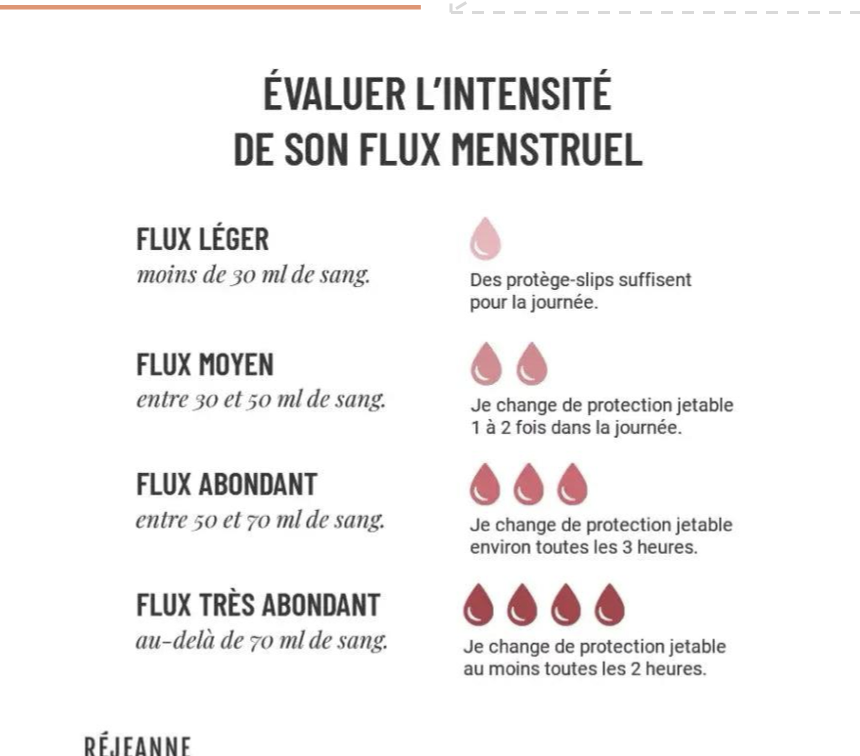 ÉVALUER L’INTENSITÉ
DE SON FLUX MENSTRUEL
FLUX LÉGER
moins de 30 ml de sang.
Des protège-slips suffisent
pour la journée.
FLUX MOYEN
entre 30 et 50 ml de sang.
Je change de protection jetable
1 à 2 fois dans la journée.
FLUX ABONDANT
entre 50 et 70 ml de sang.
Je change de protection jetable
environ toutes les 3 heures.
FLUX TRÈS ABONDANT
au-delà de 70 ml de sang.
Je change de protection jetable
au moins toutes les 2 heures.
RÉJEANNE